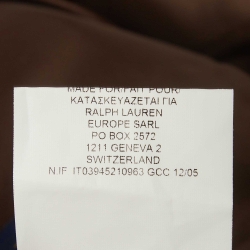 MADE FOR/FAIT POUR/
ΚΑΤΑΣΚΕΥΑΖΕΤΑΙ ΓΙΑ
RALPH LAUREN
EUROPE SARL
PO BOX 2572
1211 GENEVA 2
SWITZERLAND
N.IF. IT03945210963 GCC 12/05